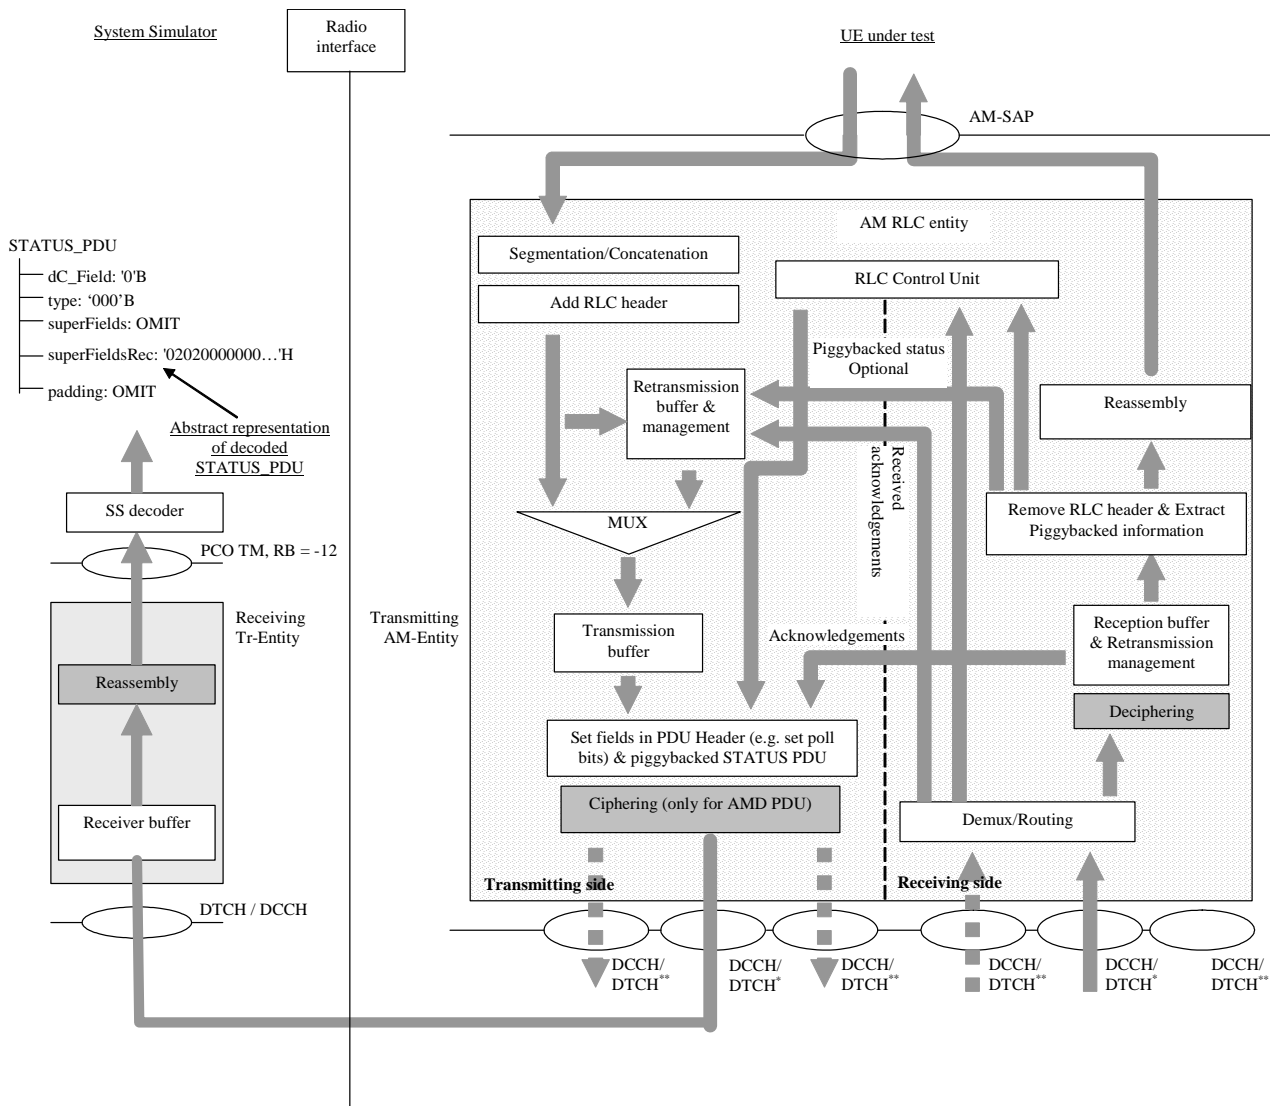 System Simulator
Radio
interface
UE under test
AM-SAP
AM RLC entity
STATUS_PDU
dC_Field: '0'B
type: ‘000’B
superFields: OMIT
superFieldsRec: '02020000000…'H
padding: OMIT
Abstract representation
of decoded
STATUS_PDU
SS decoder
PCO TM, RB = -12
Receiving
Tr-Entity
Reassembly
Receiver buffer
DTCH / DCCH
Transmitting
AM-Entity
Segmentation/Concatenation
Add RLC header
RLC Control Unit
Piggybacked status
Optional
Retransmission
buffer &
management
Reassembly
Received
acknowledgements
MUX
Remove RLC header & Extract
Piggybacked information
Transmission
buffer
Acknowledgements
Reception buffer
& Retransmission
management
Deciphering
Set fields in PDU Header (e.g. set poll
bits) & piggybacked STATUS PDU
Ciphering (only for AMD PDU)
Demux/Routing
Transmitting side
Receiving side
DCCH/
DTCH**
DCCH/
DTCH*
DCCH/
DTCH**
DCCH/
DTCH**
DCCH/
DTCH*
DCCH/
DTCH**